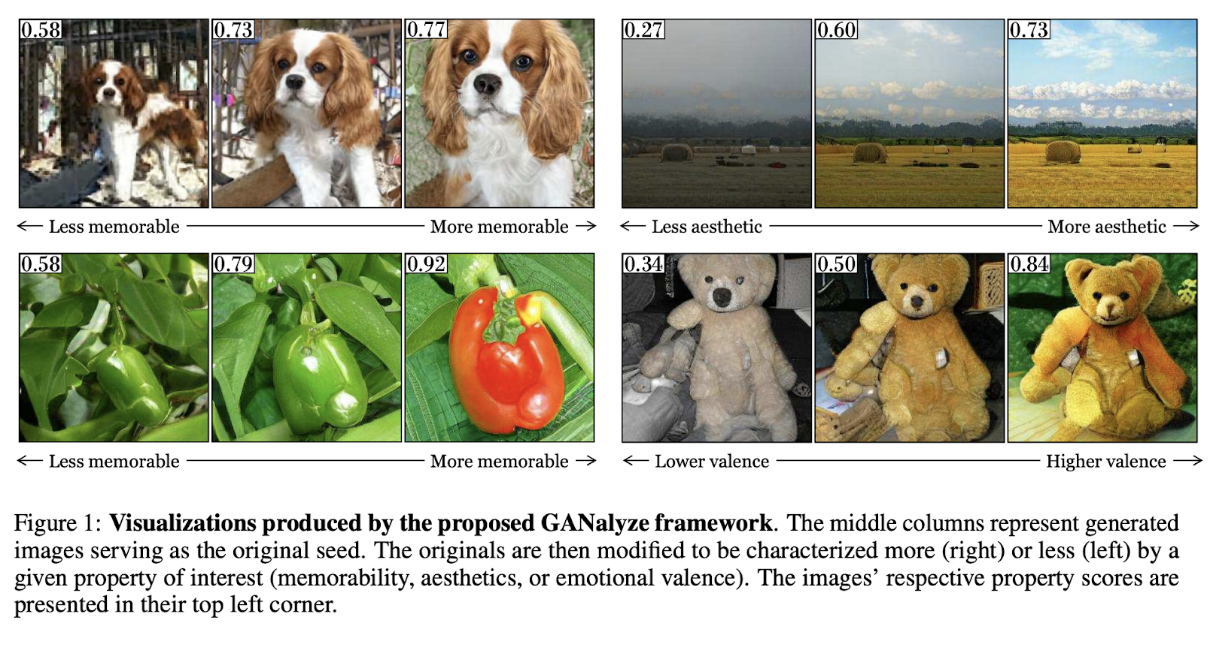 0.58 0.73 0.77
← Less memorable More memorable →
0.27 0.60 0.73
← Less aesthetic More aesthetic →
0.58 0.79 0.92
← Less memorable More memorable →
0.34 0.50 0.84
← Lower valence Higher valence →
Figure 1: Visualizations produced by the proposed GANalyze framework. The middle columns represent generated
images serving as the original seed. The originals are then modified to be characterized more (right) or less (left) by a
given property of interest (memorability, aesthetics, or emotional valence). The images’ respective property scores are
presented in their top left corner.